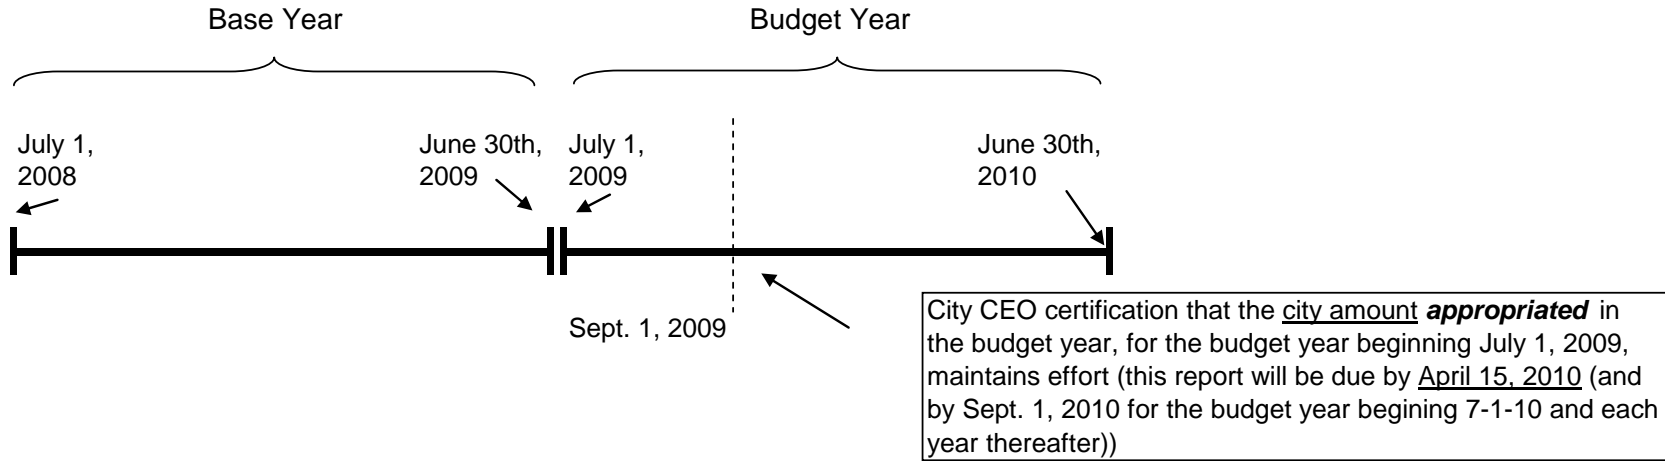 Base Year
Budget Year
July 1,
2008
June 30th,
2009
July 1,
2009
June 30th,
2010
Sept. 1, 2009
City CEO certification that the city amount appropriated in
the budget year, for the budget year beginning July 1, 2009,
maintains effort (this report will be due by April 15, 2010 (and
by Sept. 1, 2010 for the budget year begining 7-1-10 and each
year thereafter))